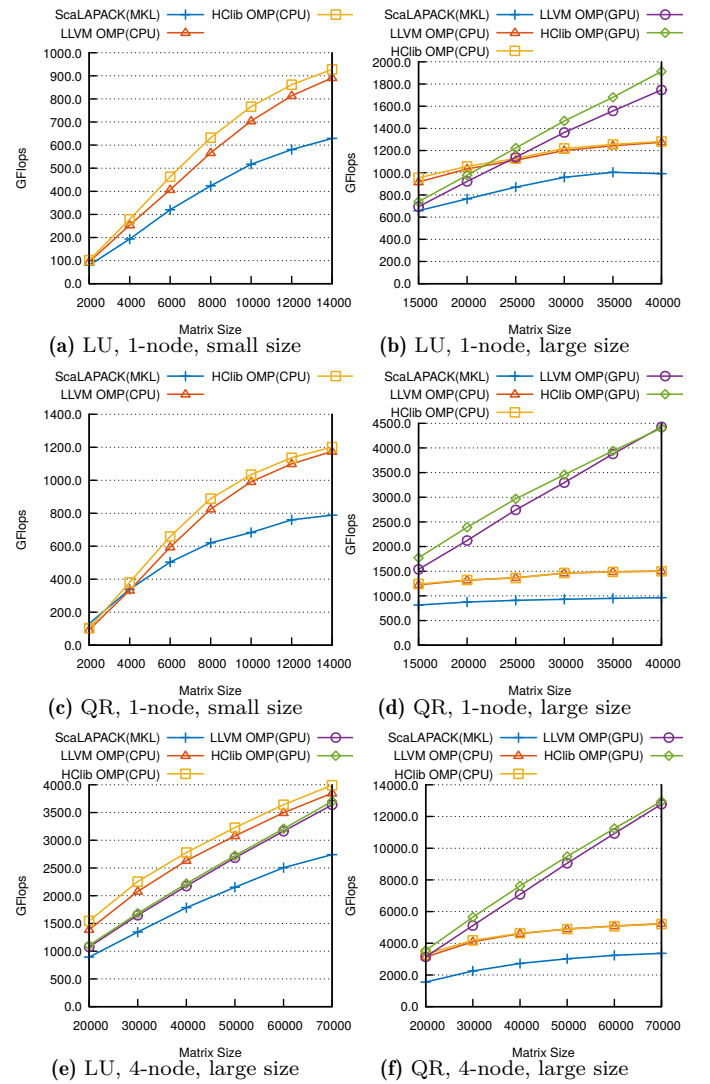 ScaLAPACK(MKL) HClib OMP(CPU)
LLVM OMP(CPU)
GFlops
1000.0
900.0
800.0
700.0
600.0
500.0
400.0
300.0
200.0
100.0
0.0
2000 4000 6000 8000 10000 12000 14000
Matrix Size
(a) LU, 1-node, small size
ScaLAPACK(MKL) LLVM OMP(GPU)
LLVM OMP(CPU) HClib OMP(GPU)
HClib OMP(CPU)
GFlops
2000.0
1800.0
1600.0
1400.0
1200.0
1000.0
800.0
600.0
400.0
200.0
0.0
15000 20000 25000 30000 35000 40000
Matrix Size
(b) LU, 1-node, large size
ScaLAPACK(MKL) HClib OMP(CPU)
LLVM OMP(CPU)
GFlops
1400.0
1200.0
1000.0
800.0
600.0
400.0
200.0
0.0
2000 4000 6000 8000 10000 12000 14000
Matrix Size
(c) QR, 1-node, small size
ScaLAPACK(MKL) LLVM OMP(GPU)
LLVM OMP(CPU) HClib OMP(GPU)
HClib OMP(CPU)
GFlops
4500.0
4000.0
3500.0
3000.0
2500.0
2000.0
1500.0
1000.0
500.0
0.0
15000 20000 25000 30000 35000 40000
Matrix Size
(d) QR, 1-node, large size
ScaLAPACK(MKL) LLVM OMP(GPU)
LLVM OMP(CPU) HClib OMP(GPU)
HClib OMP(CPU)
GFlops
4000.0
3500.0
3000.0
2500.0
2000.0
1500.0
1000.0
500.0
0.0
20000 30000 40000 50000 60000 70000
Matrix Size
(e) LU, 4-node, large size
ScaLAPACK(MKL) LLVM OMP(GPU)
LLVM OMP(CPU) HClib OMP(GPU)
HClib OMP(CPU)
GFlops
14000.0
12000.0
10000.0
8000.0
6000.0
4000.0
2000.0
0.0
20000 30000 40000 50000 60000 70000
Matrix Size
(f) QR, 4-node, large size